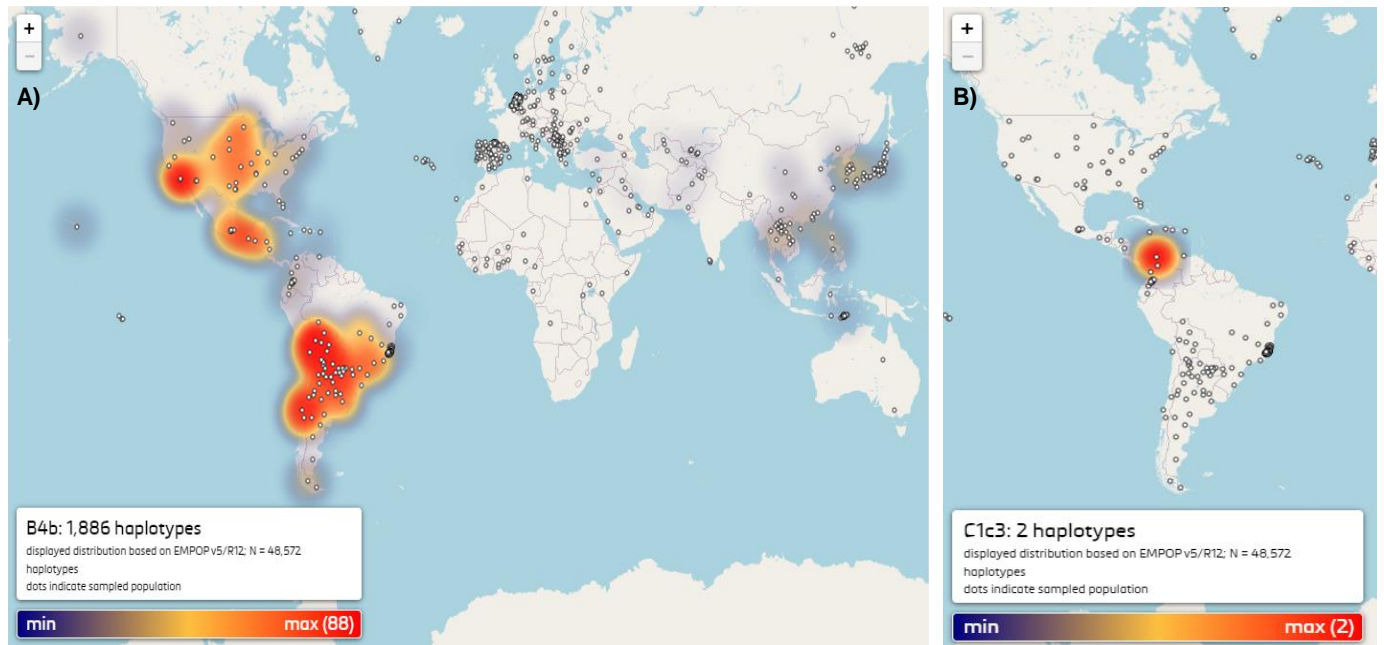 +
−
A)
B4b: 1,886 haplotypes
displayed distribution based on EMPOP v5/R12; N = 48,572
haplotypes
dots indicate sampled population
min max (88)
+
−
B)
C1c3: 2 haplotypes
displayed distribution based on EMPOP v5/R12; N = 48,572
haplotypes
dots indicate sampled population
min max (2)